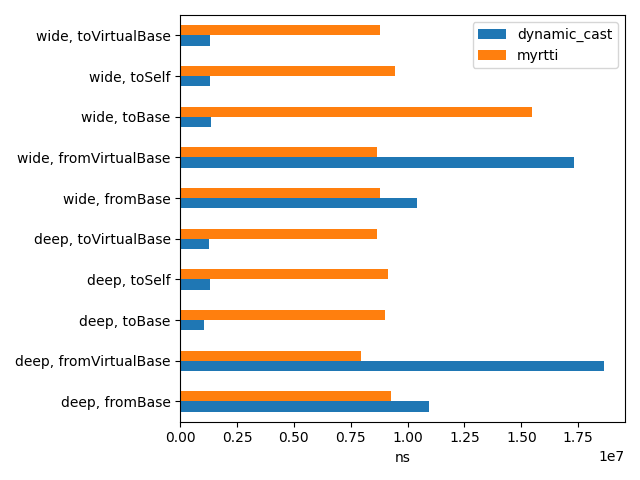 dynamic_cast
myrtti
wide, toVirtualBase
wide, toSelf
wide, toBase
wide, fromVirtualBase
wide, fromBase
deep, toVirtualBase
deep, toSelf
deep, toBase
deep, fromVirtualBase
deep, fromBase
0.00 0.25 0.50 0.75 1.00 1.25 1.50 1.75
ns
1e7